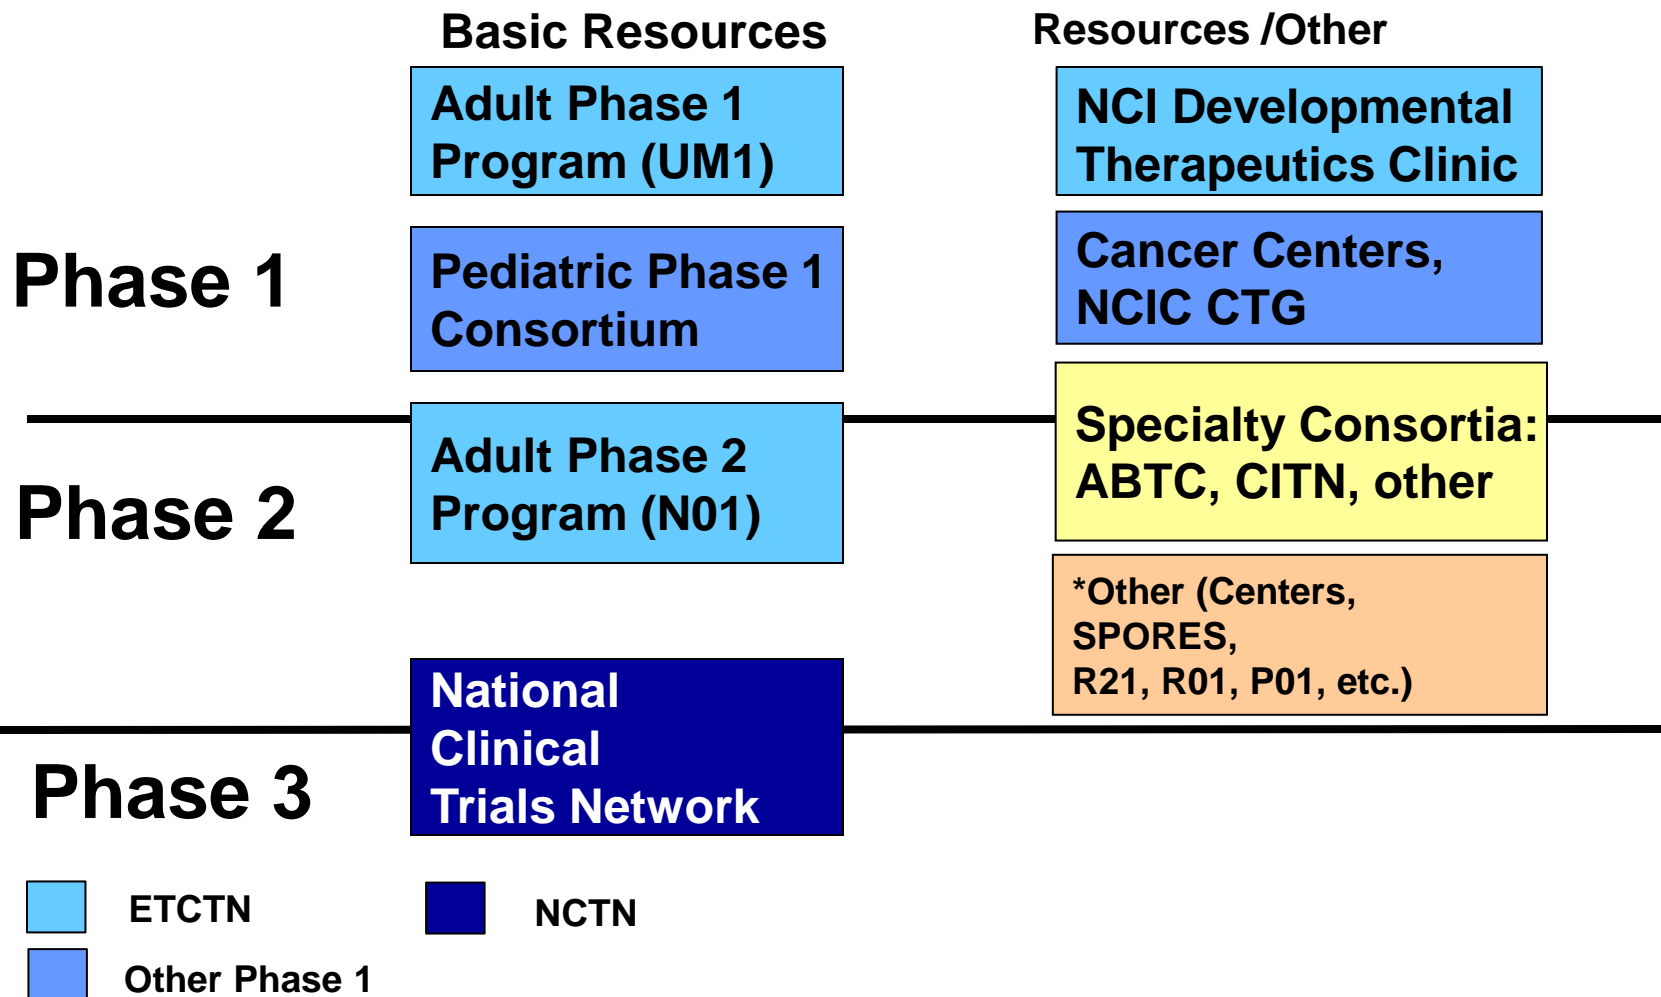 Basic Resources
Resources /Other
Adult Phase 1
Program (UM1)
NCI Developmental
Therapeutics Clinic
Phase 1
Pediatric Phase 1
Consortium
Cancer Centers,
NCIC CTG
Phase 2
Adult Phase 2
Program (N01)
Specialty Consortia:
ABTC, CITN, other
*Other (Centers,
SPORES,
R21, R01, P01, etc.)
National
Clinical
Trials Network
Phase 3
ETCTN
NCTN
Other Phase 1